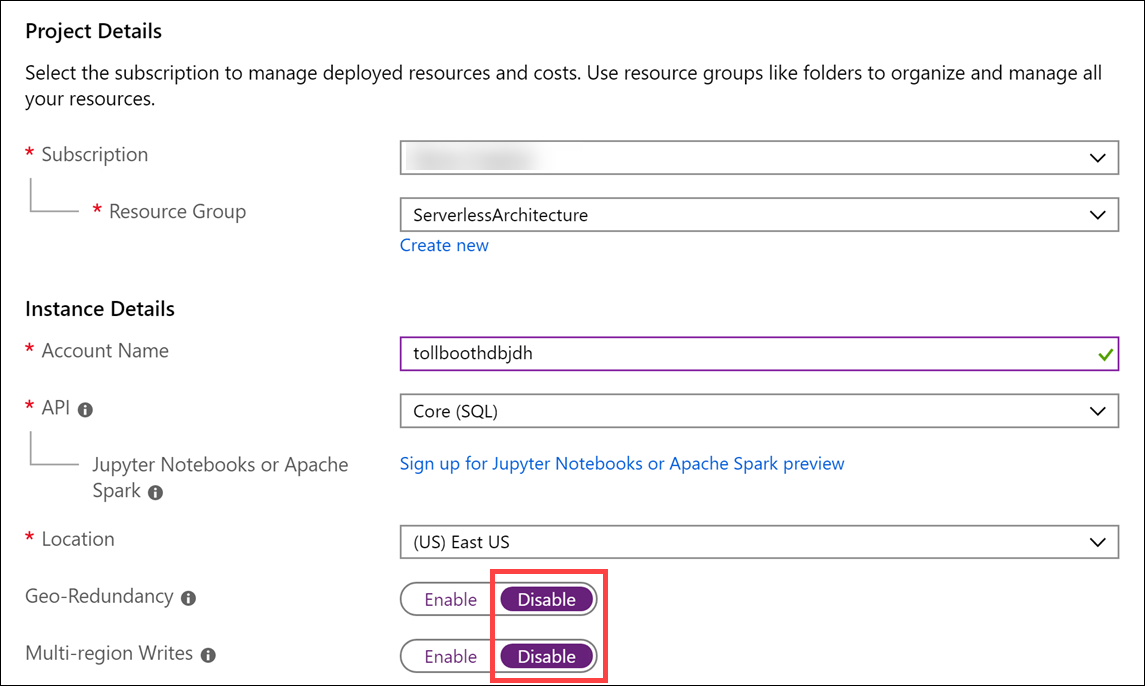 Project Details
Select the subscription to manage deployed resources and costs. Use resource groups like folders to organize and manage all
your resources.
* Subscription
* Resource Group
ServerlessArchitecture
Create new
Instance Details
* Account Name
tollboothdbjdh
* API
Core (SQL)
Jupyter Notebooks or Apache
Spark
Sign up for Jupyter Notebooks or Apache Spark preview
* Location
(US) East US
Geo-Redundancy
Enable Disable
Multi-region Writes
Enable Disable